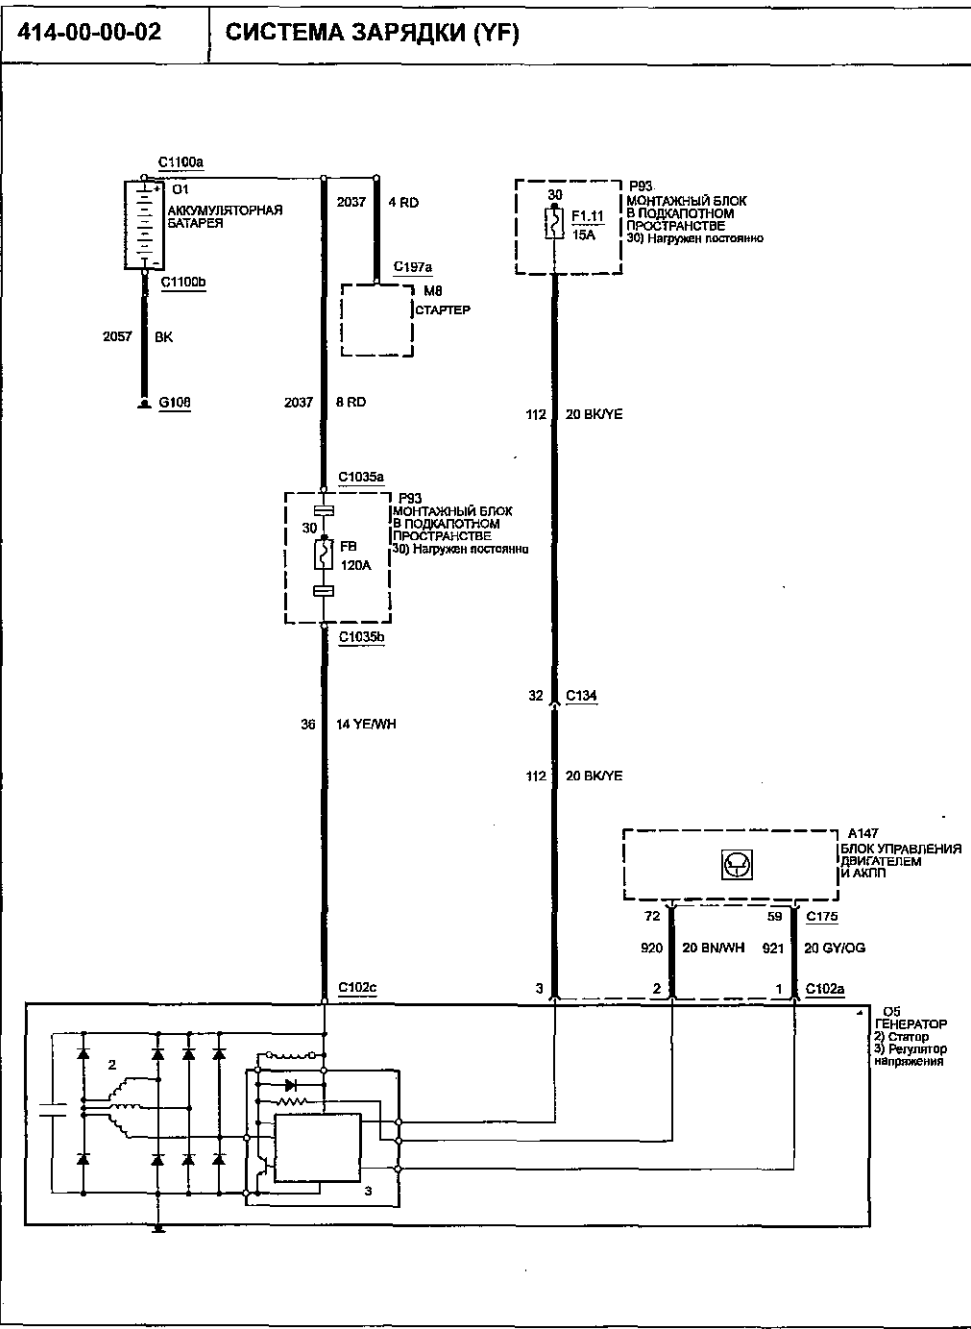 414-00-00-02
СИСТЕМА ЗАРЯДКИ (YF)
C1100a
O1
АККУМУЛЯТОРНАЯ
БАТАРЕЯ
+
-
C1100b
2057 BK
G108
2037 4 RD
C197a
M8
СТАРТЕР
2037 8 RD
C1035a
P93
МОНТАЖНЫЙ БЛОК
В ПОДКАПОТНОМ
ПРОСТРАНСТВЕ
30) Нагружен постоянно
30
FB
120A
C1035b
36 14 YE/WH
P93
МОНТАЖНЫЙ БЛОК
В ПОДКАПОТНОМ
ПРОСТРАНСТВЕ
30) Нагружен постоянно
30
F1.11
15A
112 20 BK/YE
32 C134
112 20 BK/YE
A147
БЛОК УПРАВЛЕНИЯ
ДВИГАТЕЛЕМ
И АКПП
72 59 C175
920 20 BN/WH 921 20 GY/OG
C102c 3 2 1 C102a
O5
ГЕНЕРАТОР
2) Статор
3) Регулятор
напряжения
2
3